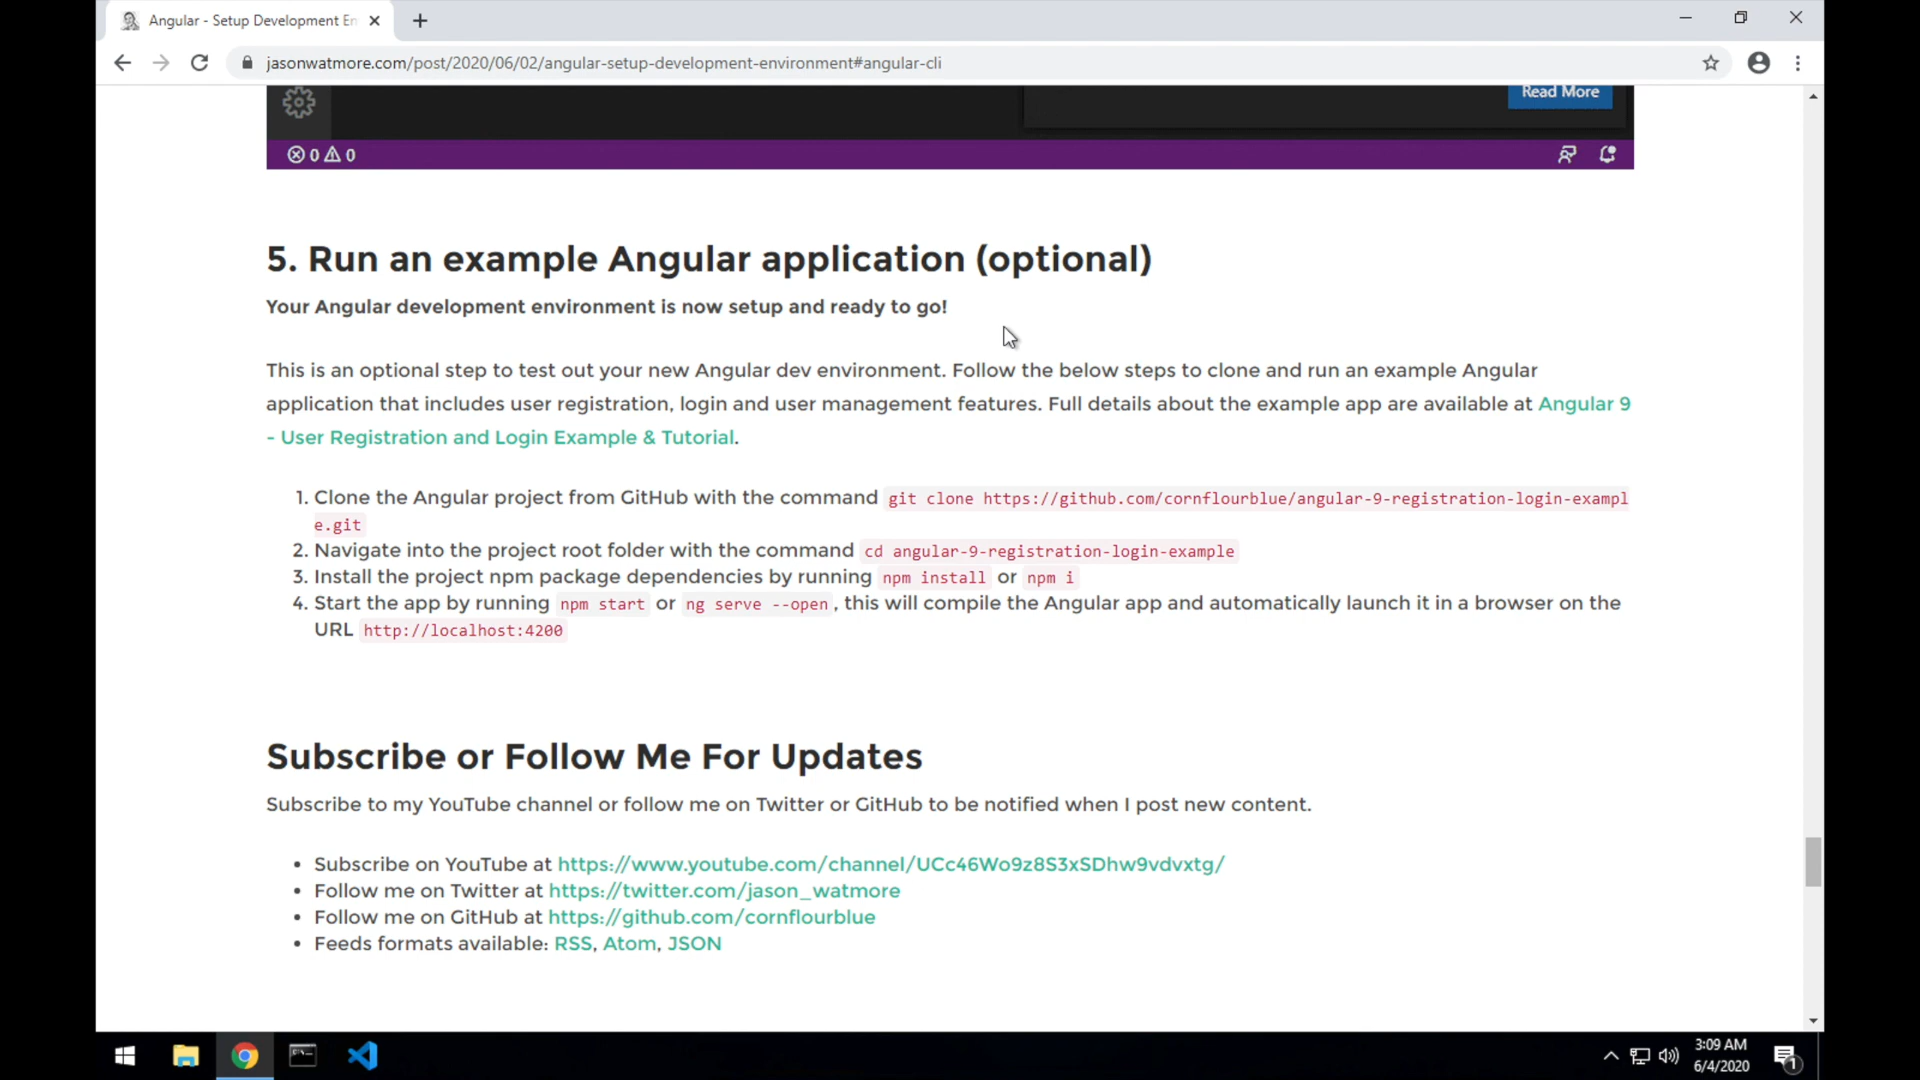 Angular - Setup Development En
jasonwatmore.com/post/2020/06/02/angular-setup-development-environment#angular-cli
Read More
0 0
5. Run an example Angular application (optional)
Your Angular development environment is now setup and ready to go!
This is an optional step to test out your new Angular dev environment. Follow the below steps to clone and run an example Angular
application that includes user registration, login and user management features. Full details about the example app are available at Angular 9
- User Registration and Login Example & Tutorial.
1. Clone the Angular project from GitHub with the command git clone https://github.com/cornflourblue/angular-9-registration-login-exampl
e.git
2. Navigate into the project root folder with the command cd angular-9-registration-login-example
3. Install the project npm package dependencies by running npm install or npm i
4. Start the app by running npm start or ng serve --open, this will compile the Angular app and automatically launch it in a browser on the
URL http://localhost:4200
Subscribe or Follow Me For Updates
Subscribe to my YouTube channel or follow me on Twitter or GitHub to be notified when I post new content.
• Subscribe on YouTube at https://www.youtube.com/channel/UCc46Wo9z8S3xSDhw9vdvxtg/
• Follow me on Twitter at https://twitter.com/jason_watmore
• Follow me on GitHub at https://github.com/cornflourblue
• Feeds formats available: RSS, Atom, JSON
3:09 AM
6/4/2020
1